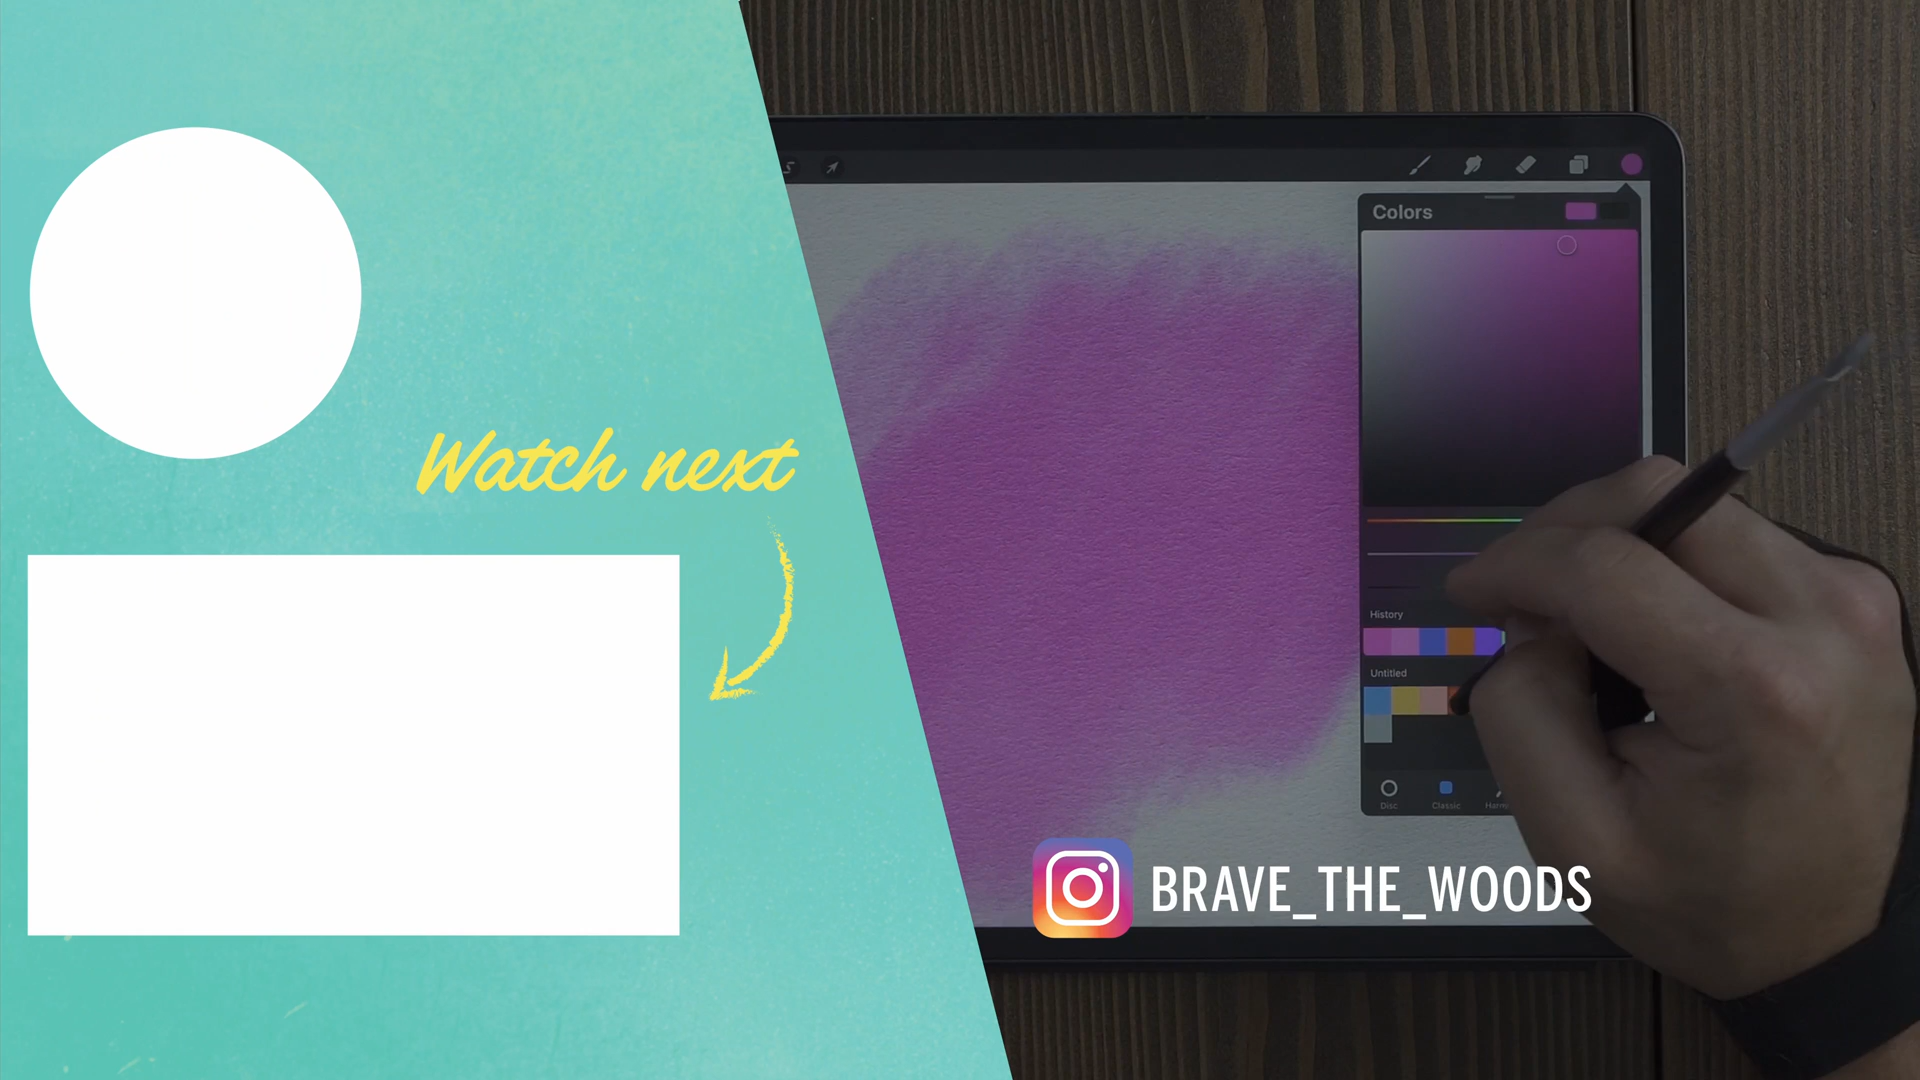 Colors
Watch next
History
Untitled
Disc
Classic
BRAVE_THE_WOODS